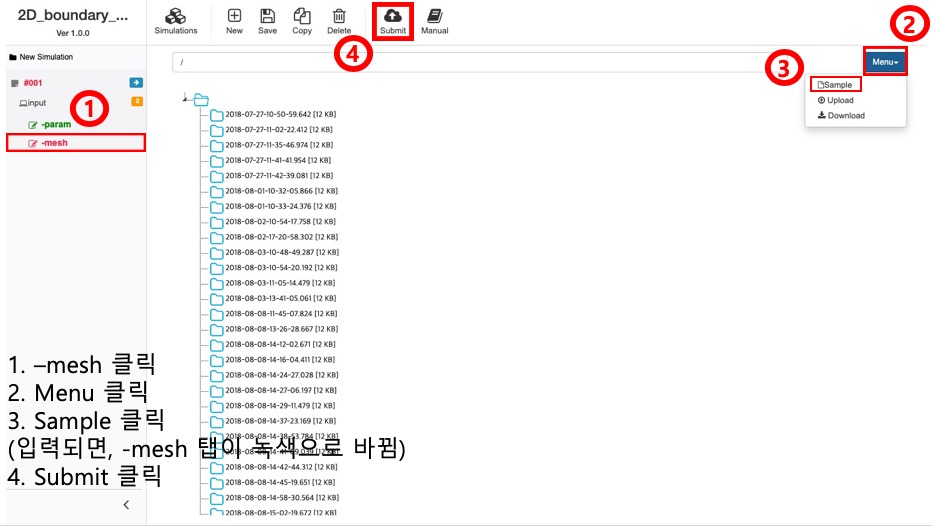 2D_boundary_...
Ver 1.0.0
Simulations
New
Save
Copy
Delete
Submit
Manual
2
4
New Simulation
/
3
Menu
#001
Sample
input
1
3
Upload
-param
Download
-mesh
2018-07-27-10-50-59.642 [12 KB]
2018-07-27-11-02-22.412 [12 KB]
2018-07-27-11-35-46.974 [12 KB]
2018-07-27-11-41-41.954 [12 KB]
2018-07-27-11-42-39.081 [12 KB]
2018-08-01-10-32-05.866 [12 KB]
2018-08-01-10-33-24.376 [12 KB]
2018-08-02-10-54-17.758 [12 KB]
2018-08-02-17-20-58.302 [12 KB]
2018-08-03-10-48-49.287 [12 KB]
2018-08-03-10-54-20.192 [12 KB]
2018-08-03-11-05-14.479 [12 KB]
2018-08-03-13-41-05.061 [12 KB]
2018-08-08-11-45-07.824 [12 KB]
2018-08-08-13-26-28.667 [12 KB]
2018-08-08-14-12-02.671 [12 KB]
2018-08-08-14-16-04.411 [12 KB]
2018-08-08-14-24-27.028 [12 KB]
2018-08-08-14-27-06.197 [12 KB]
2018-08-08-14-29-11.479 [12 KB]
2018-08-08-14-37-23.169 [12 KB]
2018-08-08-14-38-53.784 [12 KB]
2018-08-08-14-42-44.312 [12 KB]
2018-08-08-14-45-19.651 [12 KB]
2018-08-08-14-58-30.564 [12 KB]
2018-08-08-15-02-19.672 [12 KB]
1. –mesh 클릭
2. Menu 클릭
3. Sample 클릭
(입력되면, -mesh 탭이 녹색으로 바뀜)
4. Submit 클릭